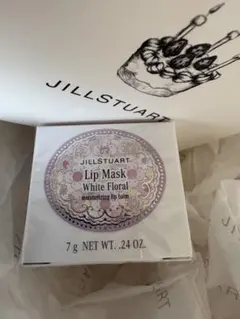 JILLSTUART
JILLSTUART
Lip Mask
White Floral
moisturizing lip balm
7 g NET WT. .24 OZ.